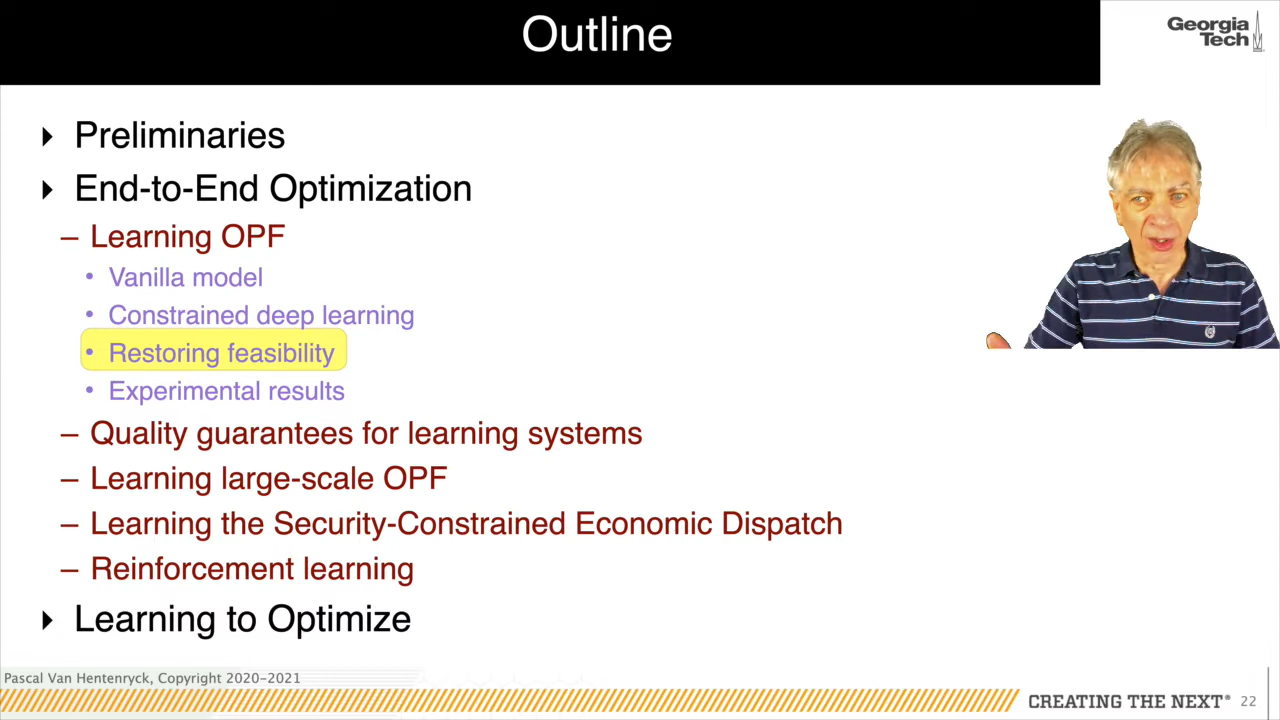 Outline
Georgia
Tech
Preliminaries
End-to-End Optimization
– Learning OPF
• Vanilla model
• Constrained deep learning
• Restoring feasibility
• Experimental results
– Quality guarantees for learning systems
– Learning large-scale OPF
– Learning the Security-Constrained Economic Dispatch
– Reinforcement learning
Learning to Optimize
Pascal Van Hentenryck, Copyright 2020-2021
CREATING THE NEXT® 22